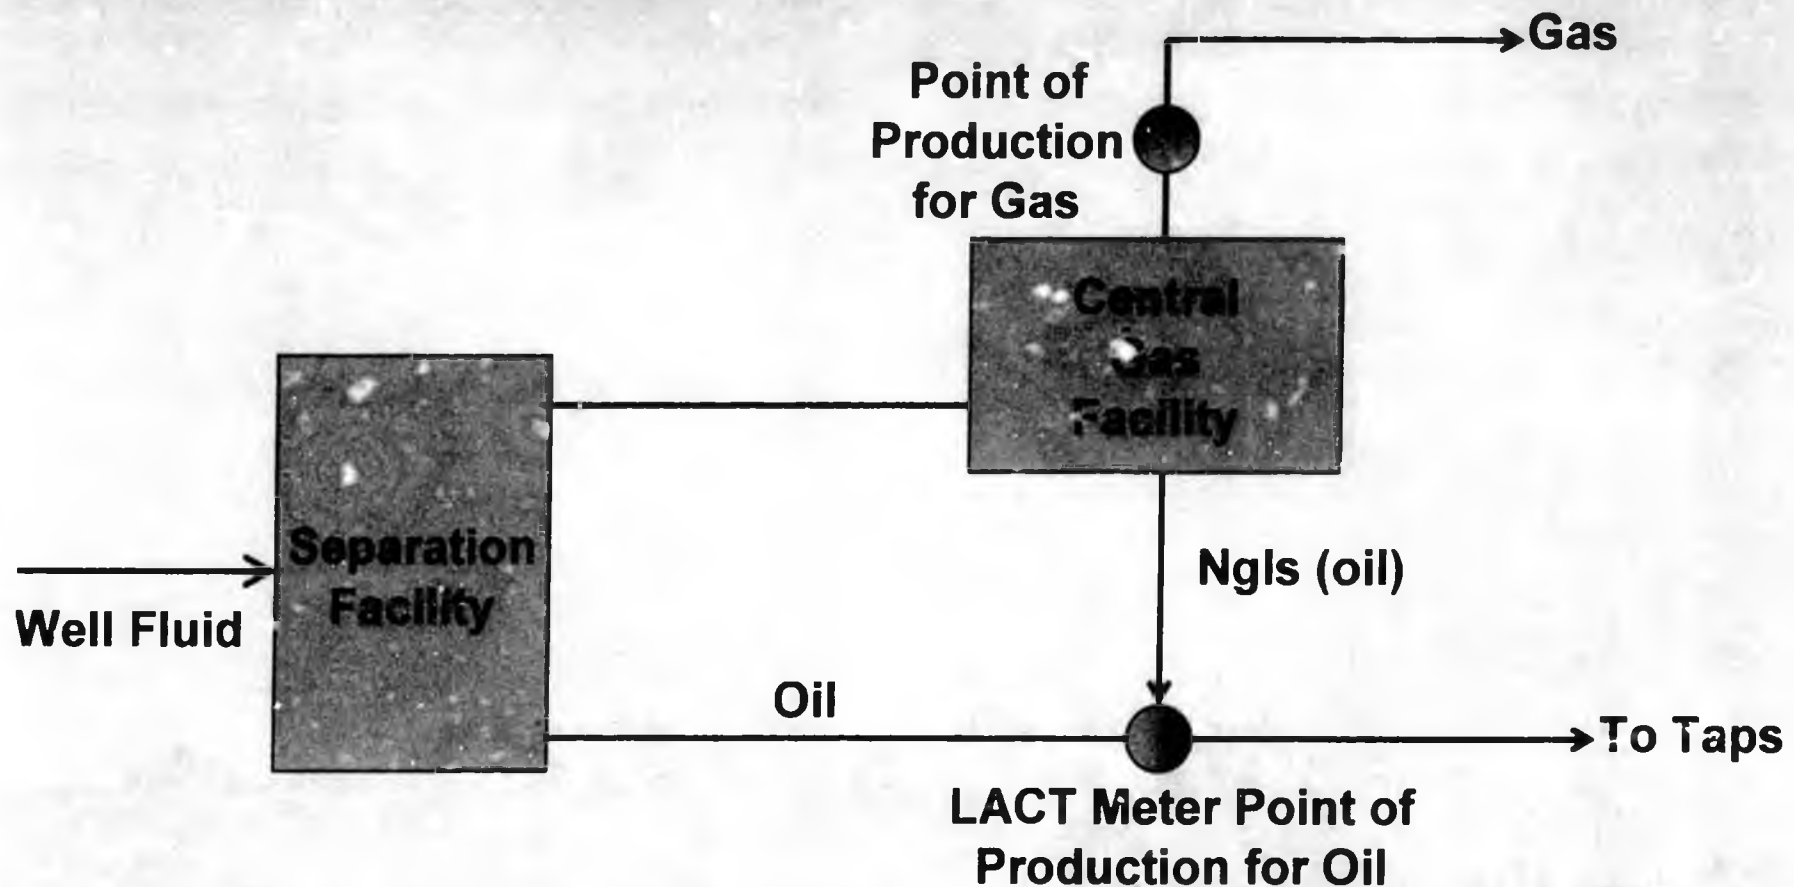 Gas
Point of
Production
for Gas
Central
Gas
Facility
Separation
Facility
Well Fluid
Ngls (oil)
Oil
To Taps
LACT Meter Point of
Production for Oil